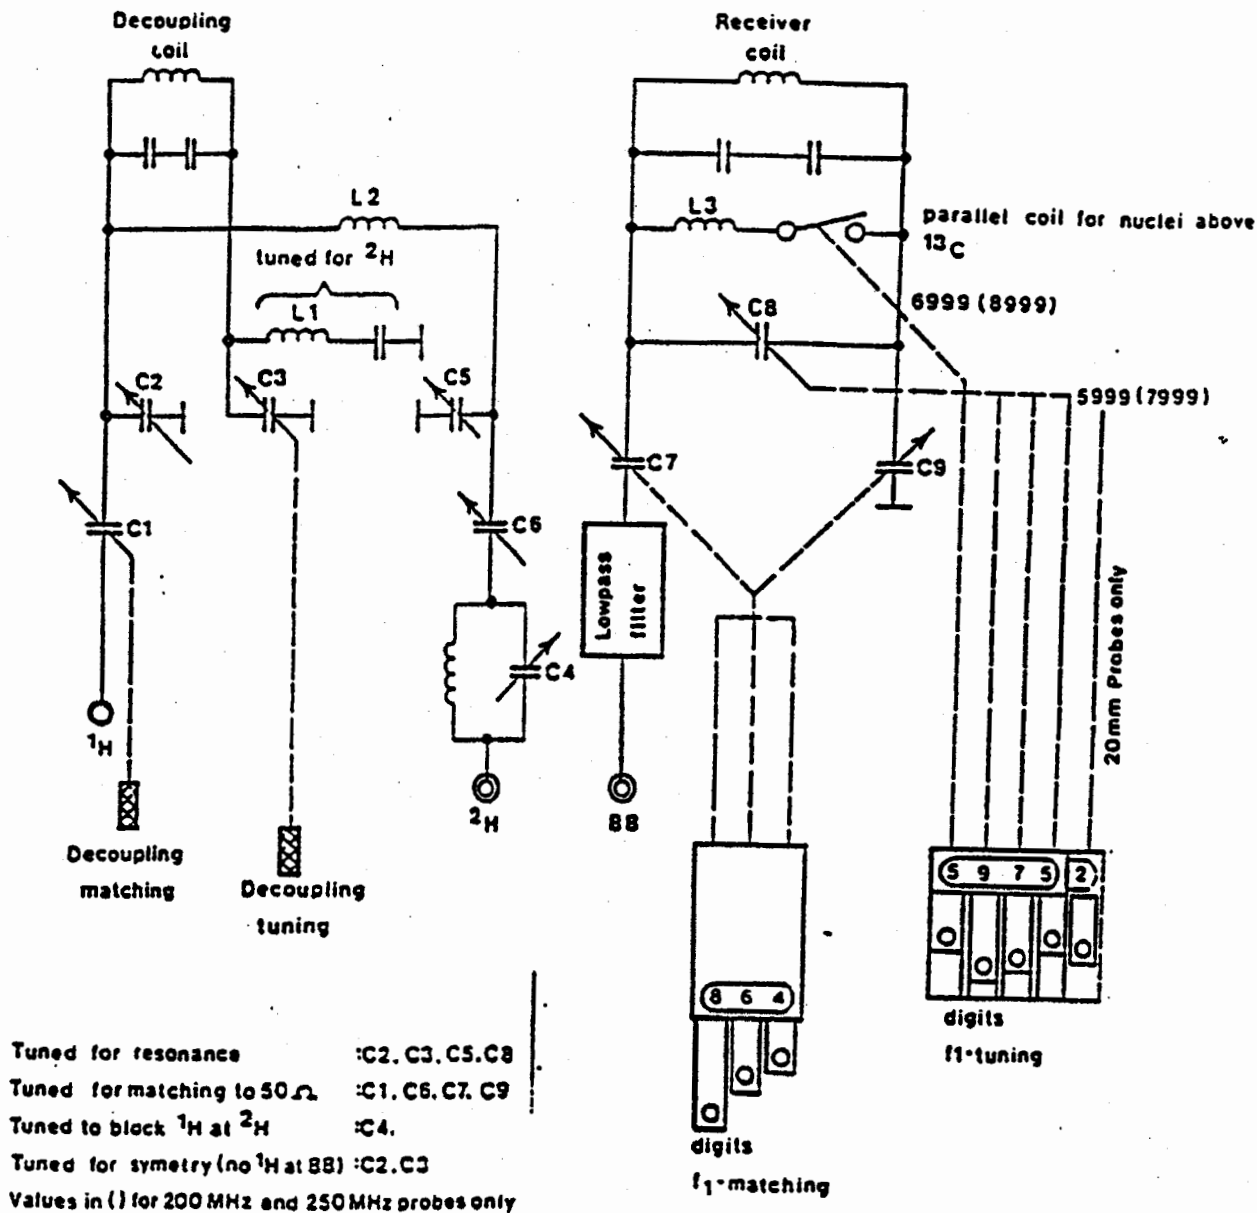 Decoupling
coil
Receiver
coil
L2
L3
parallel coil for nuclei above
13C
tuned for 2H
L1
6999 (8999)
C8
C2
C3
C5
5999 (7999)
C7
C9
C1
C6
Lowpass
filter
C4
20mm Probes only
1H
2H
BB
Decoupling
matching
Decoupling
tuning
5 9 7 5 2
8 6 4
digits
f1-tuning
digits
f1-matching
Tuned for resonance :C2. C3. C5. C8
Tuned for matching to 50Ω :C1. C6. C7. C9
Tuned to block 1H at 2H :C4.
Tuned for symetry (no 1H at BB) :C2. C3
Values in () for 200 MHz and 250 MHz probes only